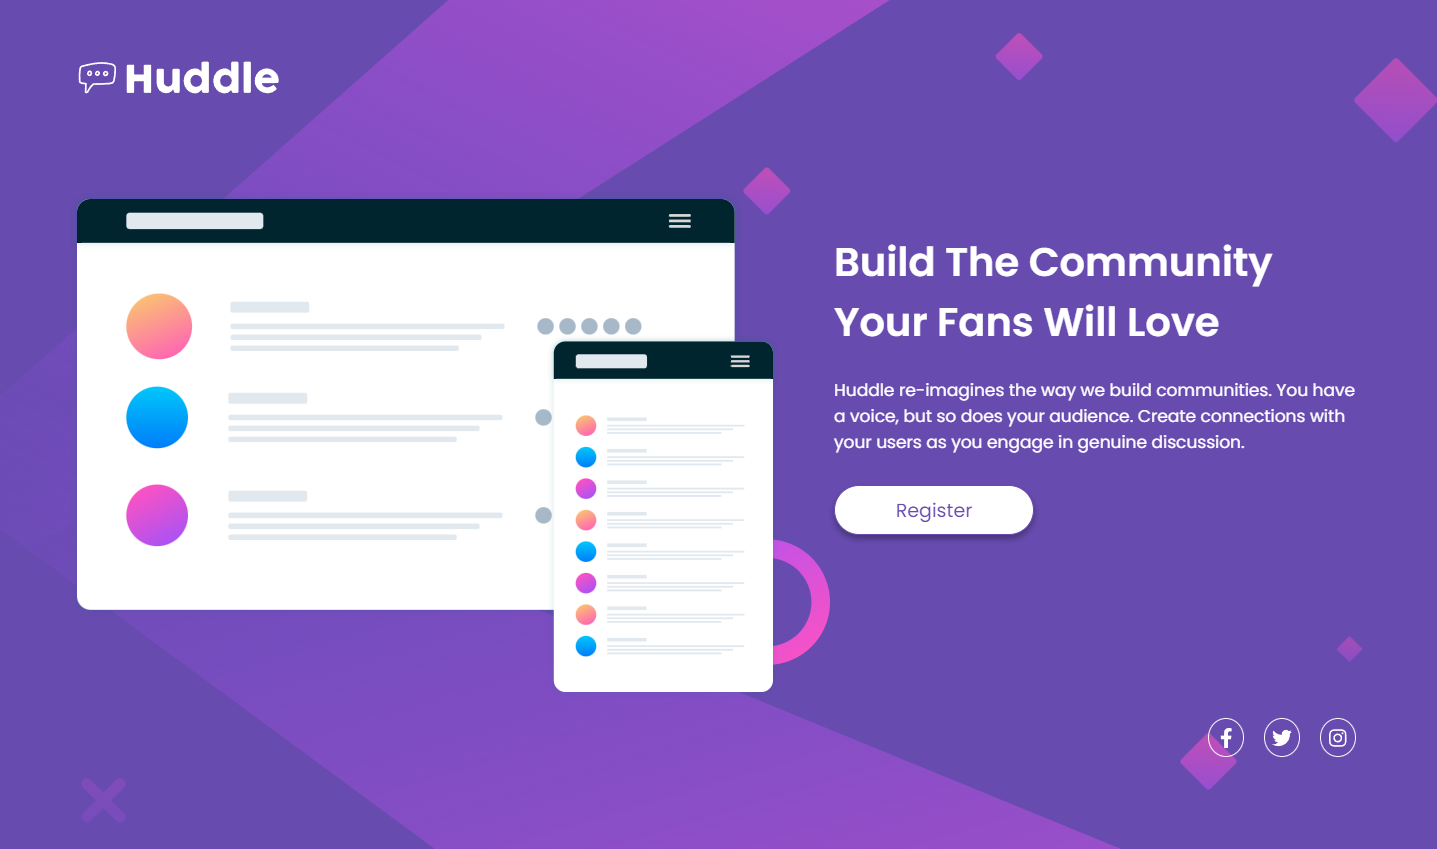 Huddle
Build The Community
Your Fans Will Love
Huddle re-imagines the way we build communities. You have
a voice, but so does your audience. Create connections with
your users as you engage in genuine discussion.
Register